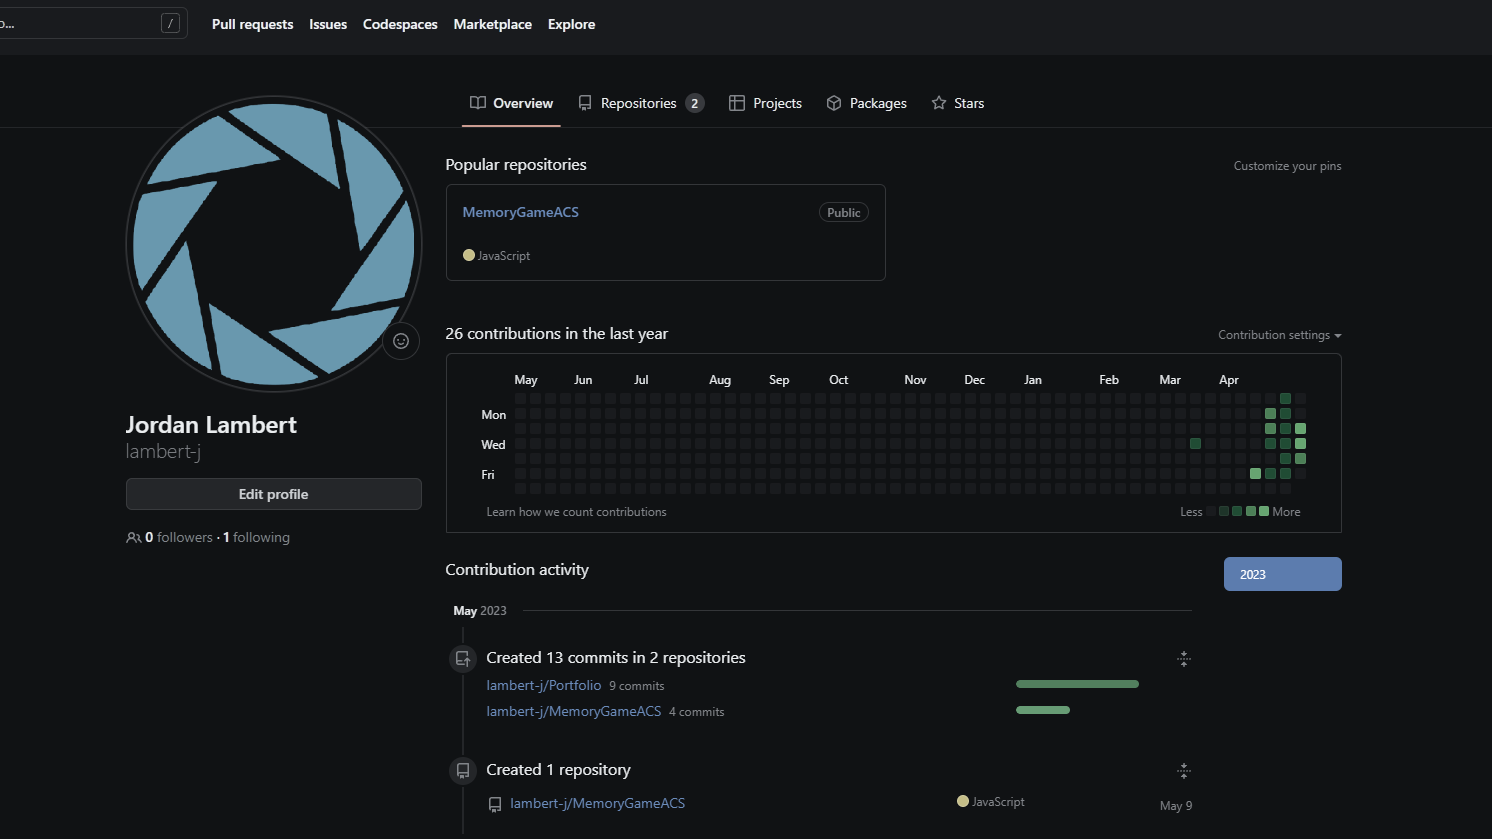 o... /
Pull requests Issues Codespaces Marketplace Explore
Overview Repositories 2 Projects Packages Stars
Jordan Lambert
lambert-j
Edit profile
0 followers · 1 following
Popular repositories Customize your pins
MemoryGameACS Public
JavaScript
26 contributions in the last year Contribution settings
May Jun Jul Aug Sep Oct Nov Dec Jan Feb Mar Apr
Mon
Wed
Fri
Learn how we count contributions Less More
Contribution activity 2023
May 2023
Created 13 commits in 2 repositories
lambert-j/Portfolio 9 commits
lambert-j/MemoryGameACS 4 commits
Created 1 repository
lambert-j/MemoryGameACS JavaScript May 9